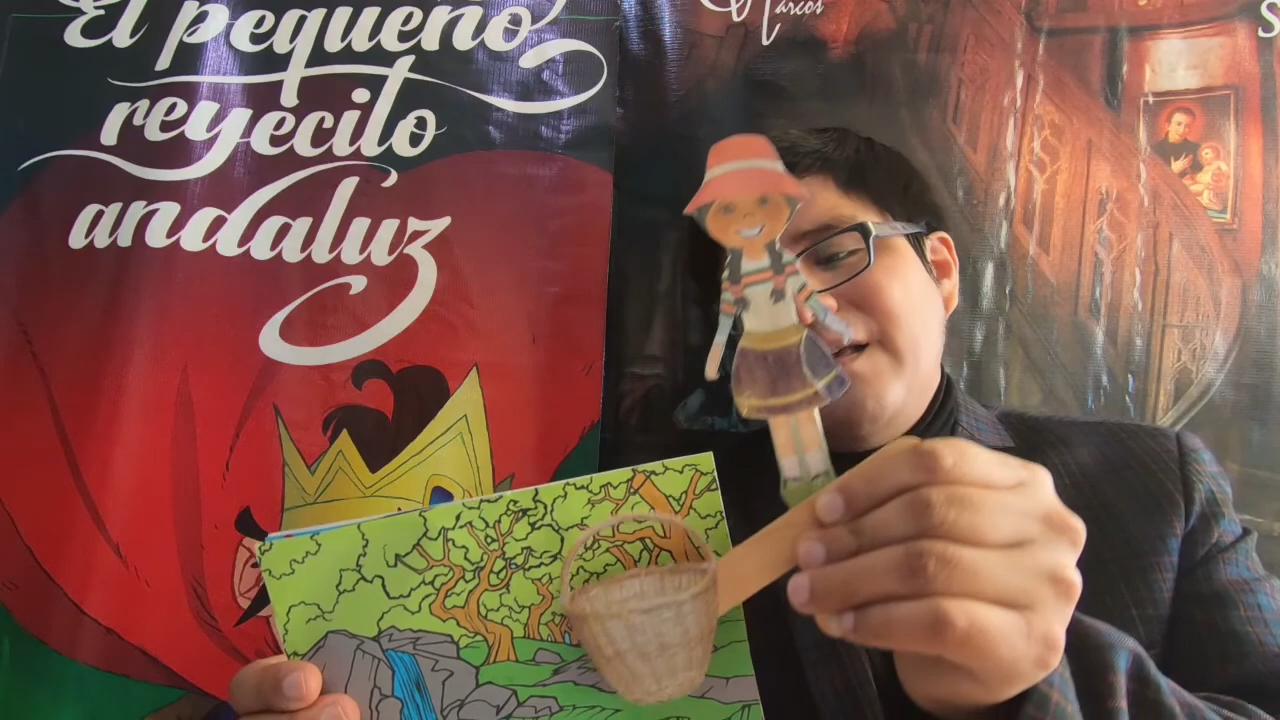 El pequeño
reyecito
andaluz
Marcos
S